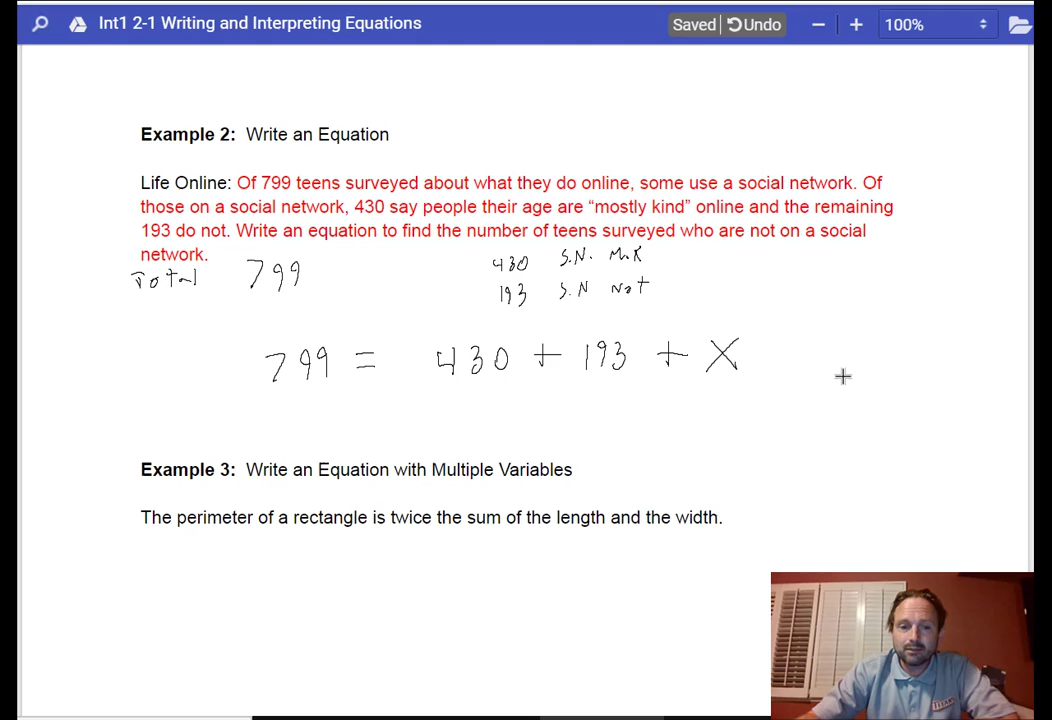 Int1 2-1 Writing and Interpreting Equations
Saved Undo
100%
Example 2: Write an Equation
Life Online: Of 799 teens surveyed about what they do online, some use a social network. Of
those on a social network, 430 say people their age are “mostly kind” online and the remaining
193 do not. Write an equation to find the number of teens surveyed who are not on a social
network.
Total 799
430 S.N. M.K
193 S.N Not
799 = 430 + 193 + X
Example 3: Write an Equation with Multiple Variables
The perimeter of a rectangle is twice the sum of the length and the width.